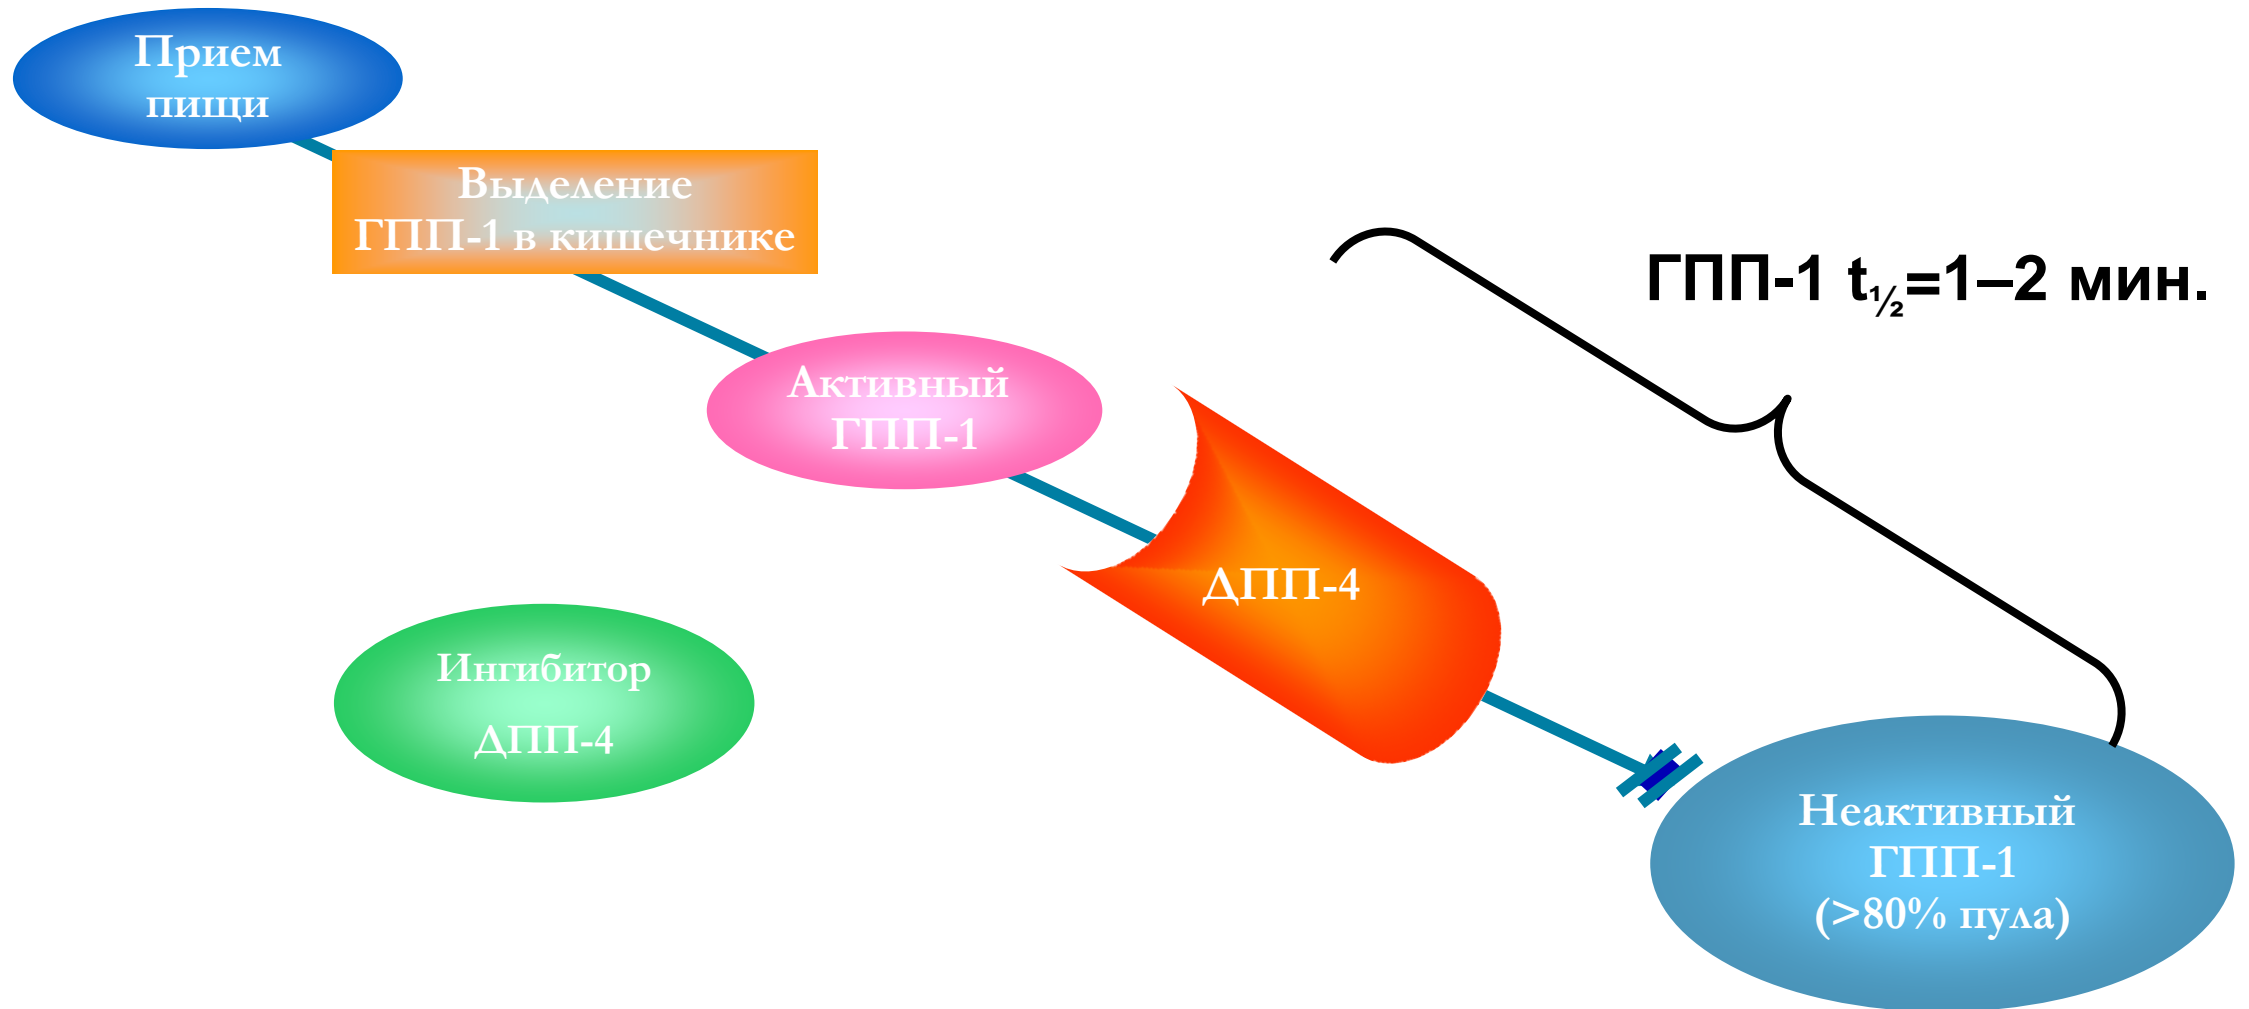 Прием
пищи
Выделение
ГПП-1 в кишечнике
ГПП-1 t½=1–2 мин.
Активный
ГПП-1
ДПП-4
Ингибитор
ДПП-4
Неактивный
ГПП-1
(>80% пула)